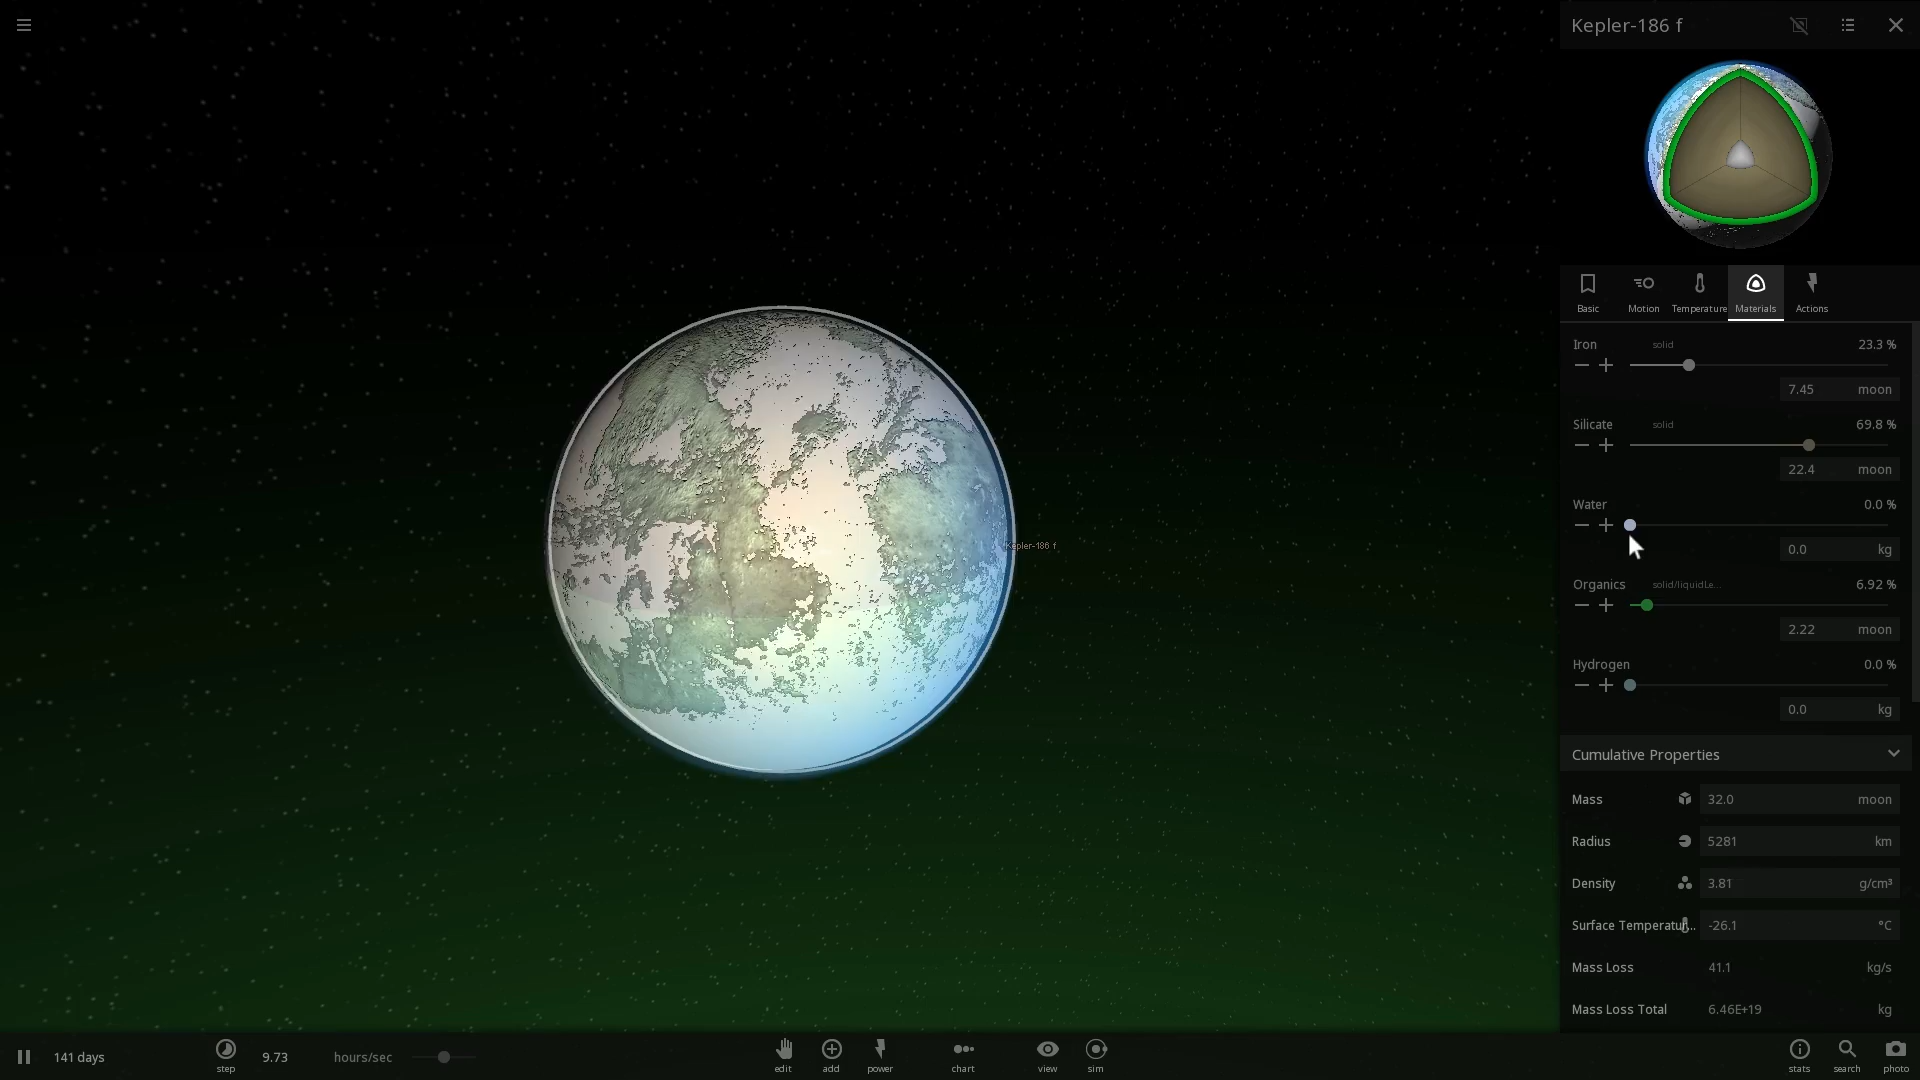 Kepler-186 f
Basic
Motion
Temperature
Materials
Actions
Iron solid 23.3 %
7.45 moon
Silicate solid 69.8 %
22.4 moon
Water 0.0 %
0.0 kg
Organics solid/liquidLe... 6.92 %
2.22 moon
Hydrogen 0.0 %
0.0 kg
Cumulative Properties
Mass 32.0 moon
Radius 5281 km
Density 3.81 g/cm³
Surface Temperatur... -26.1 °C
Mass Loss 41.1 kg/s
Mass Loss Total 6.46E+19 kg
Kepler-186 f
141 days
step
9.73 hours/sec
edit
add
power
chart
view
sim
stats
search
photo